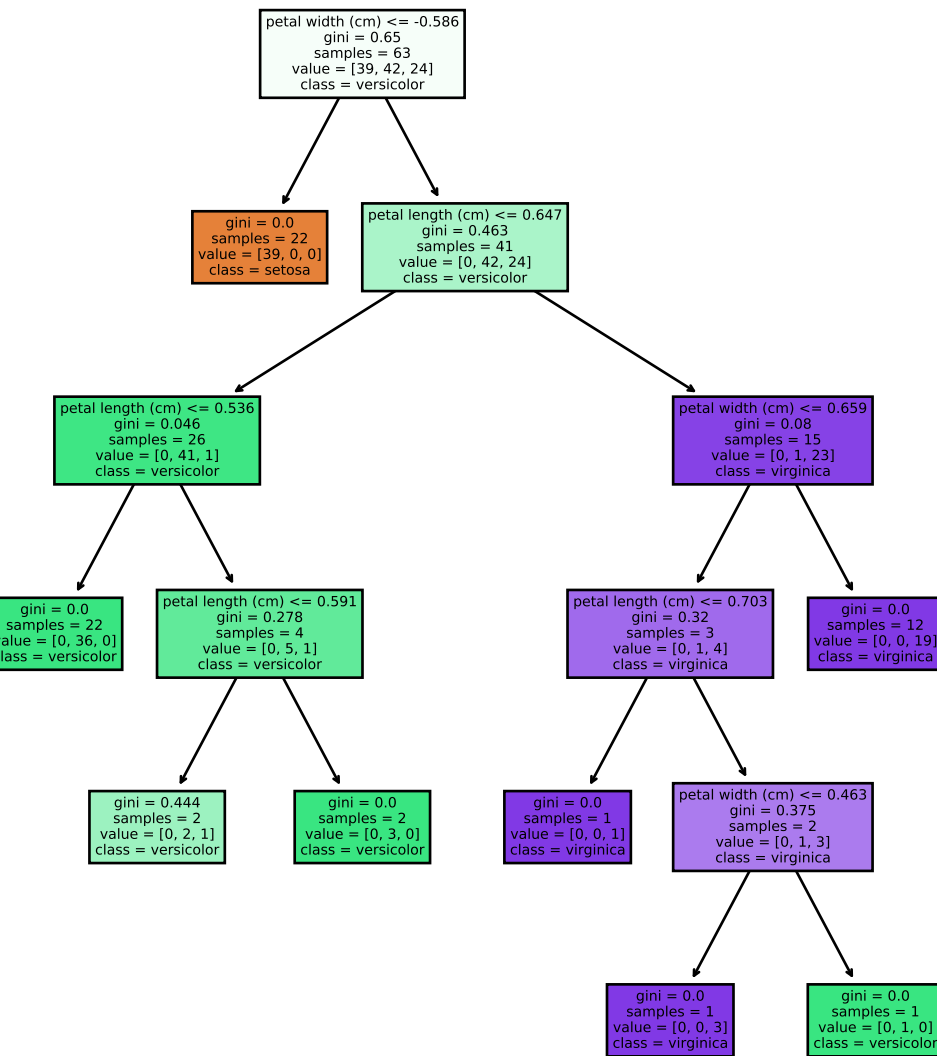 petal width (cm) <= -0.586
gini = 0.65
samples = 63
value = [39, 42, 24]
class = versicolor
gini = 0.0
samples = 22
value = [39, 0, 0]
class = setosa
petal length (cm) <= 0.647
gini = 0.463
samples = 41
value = [0, 42, 24]
class = versicolor
petal length (cm) <= 0.536
gini = 0.046
samples = 26
value = [0, 41, 1]
class = versicolor
petal width (cm) <= 0.659
gini = 0.08
samples = 15
value = [0, 1, 23]
class = virginica
gini = 0.0
samples = 22
value = [0, 36, 0]
class = versicolor
petal length (cm) <= 0.591
gini = 0.278
samples = 4
value = [0, 5, 1]
class = versicolor
petal length (cm) <= 0.703
gini = 0.32
samples = 3
value = [0, 1, 4]
class = virginica
gini = 0.0
samples = 12
value = [0, 0, 19]
class = virginica
gini = 0.444
samples = 2
value = [0, 2, 1]
class = versicolor
gini = 0.0
samples = 2
value = [0, 3, 0]
class = versicolor
gini = 0.0
samples = 1
value = [0, 0, 1]
class = virginica
petal width (cm) <= 0.463
gini = 0.375
samples = 2
value = [0, 1, 3]
class = virginica
gini = 0.0
samples = 1
value = [0, 0, 3]
class = virginica
gini = 0.0
samples = 1
value = [0, 1, 0]
class = versicolor